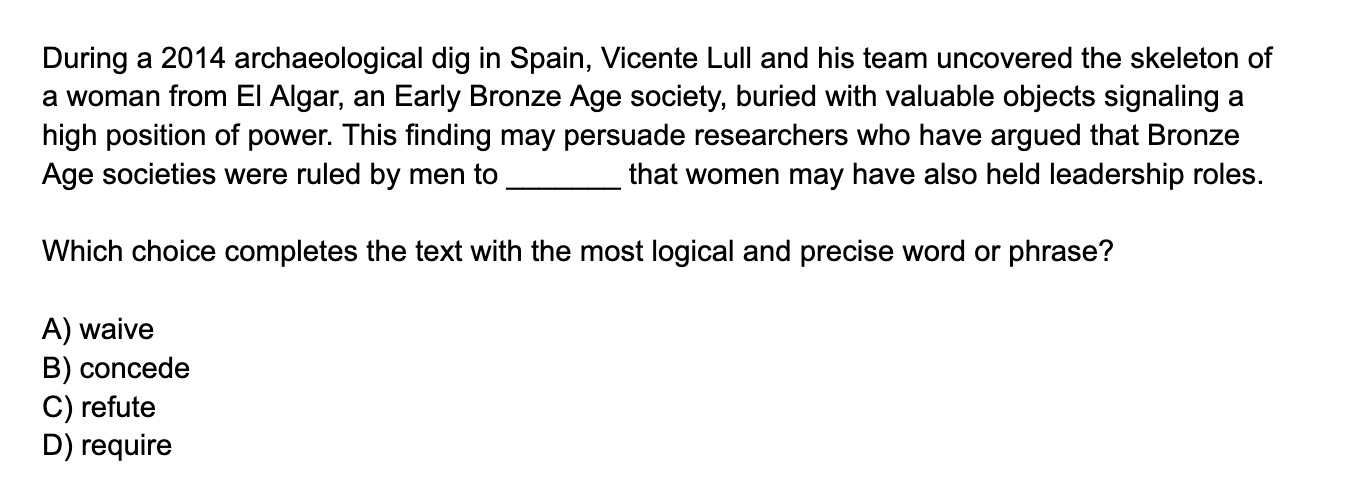 During a 2014 archaeological dig in Spain, Vicente Lull and his team uncovered the skeleton of
a woman from El Algar, an Early Bronze Age society, buried with valuable objects signaling a
high position of power. This finding may persuade researchers who have argued that Bronze
Age societies were ruled by men to _______ that women may have also held leadership roles.
Which choice completes the text with the most logical and precise word or phrase?
A) waive
B) concede
C) refute
D) require